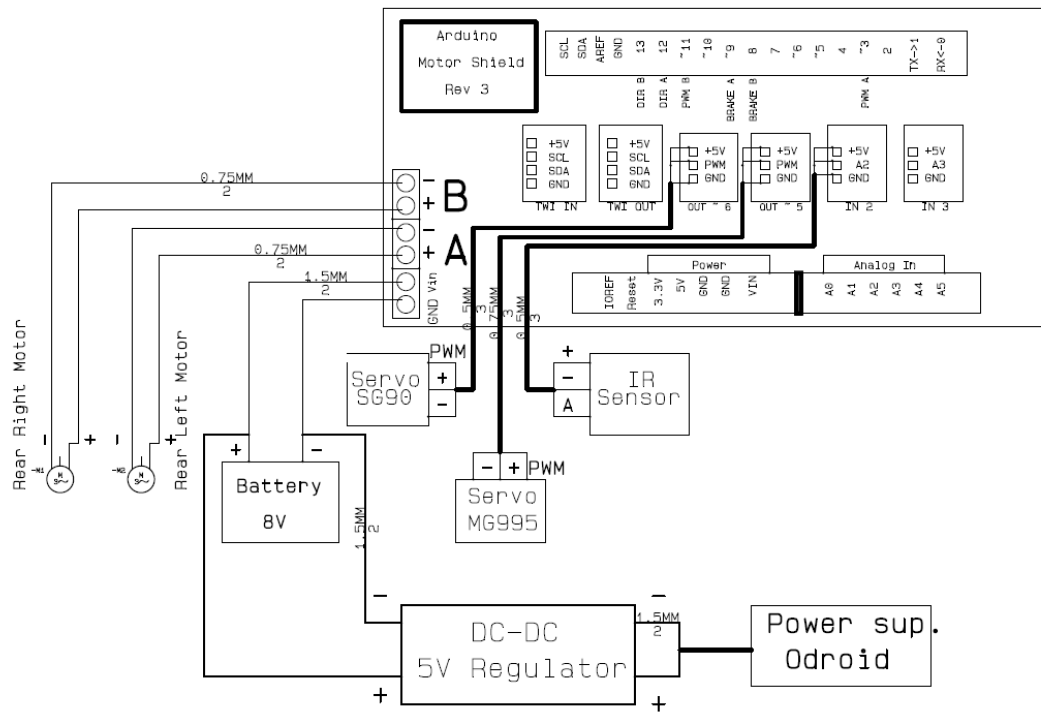 Arduino
Motor Shield
Rev 3
SCL
SDA
AREF
GND
13
12
~11
~10
~9
8
7
~6
~5
4
~3
2
TX->1
RX<-0
DIR B
DIR A
PWM B
BRAKE A
BRAKE B
PWM A
+5V
SCL
SDA
GND
TWI IN
+5V
SCL
SDA
GND
TWI OUT
+5V
PWM
GND
OUT ~ 6
+5V
PWM
GND
OUT ~ 5
+5V
A2
GND
IN 2
+5V
A3
GND
IN 3
- B
+
- A
+
Vin
GND
0.75MM
2
0.75MM
2
1.5MM
2
Power
IOREF
Reset
3.3V
5V
GND
GND
VIN
Analog In
A0
A1
A2
A3
A4
A5
0.5MM
3
0.75MM
3
0.5MM
3
Servo
SG90
PWM
+
-
+
-
A
IR
Sensor
- + PWM
Servo
MG995
Rear Right Motor
- +
-M1
M
Rear Left Motor
- +
-M2
M
+ -
Battery
8V
1.5MM
2
-
+
DC-DC
5V Regulator
-
+
1.5MM
2
Power sup.
Odroid